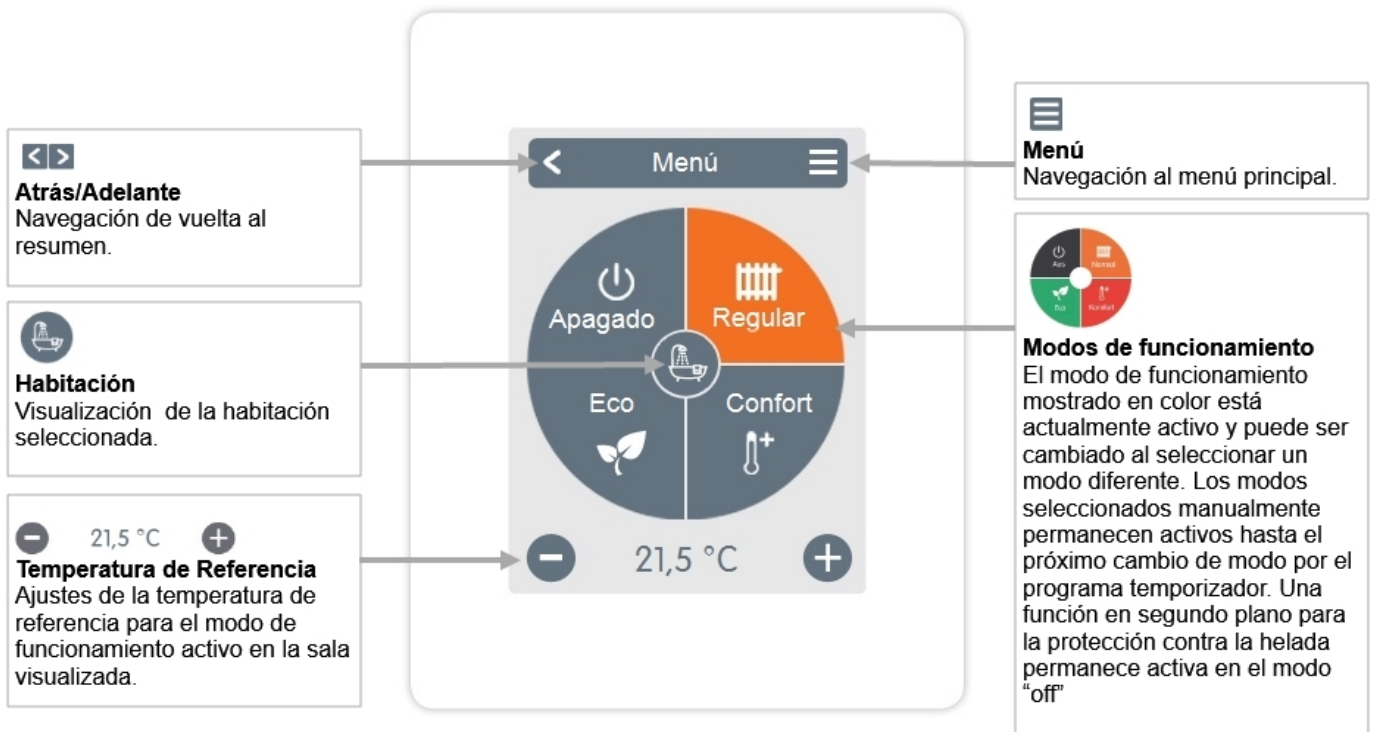 Atrás/Adelante
Navegación de vuelta al
resumen.
Habitación
Visualización de la habitación
seleccionada.
21,5 °C
Temperatura de Referencia
Ajustes de la temperatura de
referencia para el modo de
funcionamiento activo en la sala
visualizada.
Menú
Apagado
Regular
Eco
Confort
21,5 °C
Menú
Navegación al menú principal.
Aus
Normal
Eco
Komfort
Modos de funcionamiento
El modo de funcionamiento
mostrado en color está
actualmente activo y puede ser
cambiado al seleccionar un
modo diferente. Los modos
seleccionados manualmente
permanecen activos hasta el
próximo cambio de modo por el
programa temporizador. Una
función en segundo plano para
la protección contra la helada
permanece activa en el modo
“off”